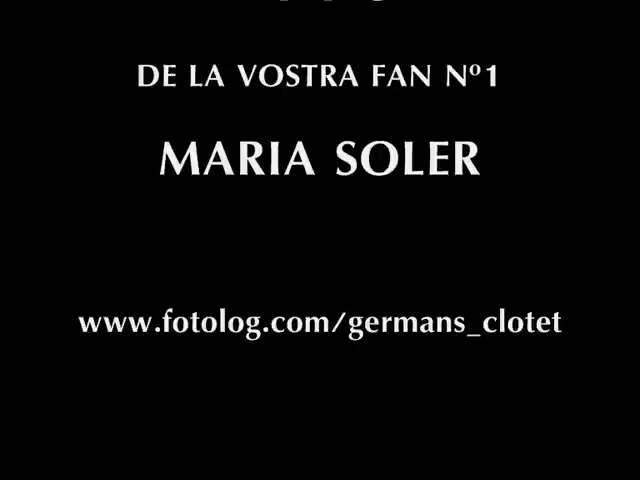 DE LA VOSTRA FAN Nº1
MARIA SOLER
www.fotolog.com/germans_clotet